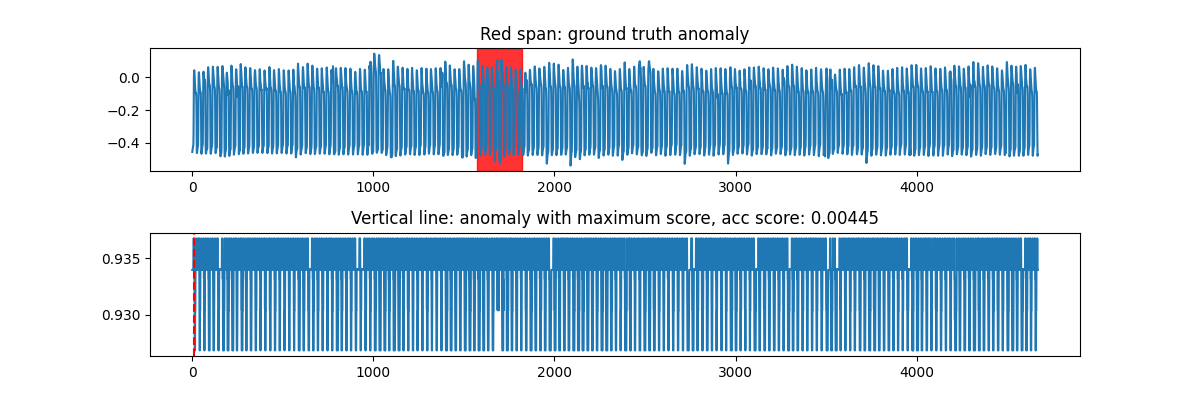 Red span: ground truth anomaly
0.0
−0.2
−0.4
0 1000 2000 3000 4000
Vertical line: anomaly with maximum score, acc score: 0.00445
0.935
0.930
0 1000 2000 3000 4000